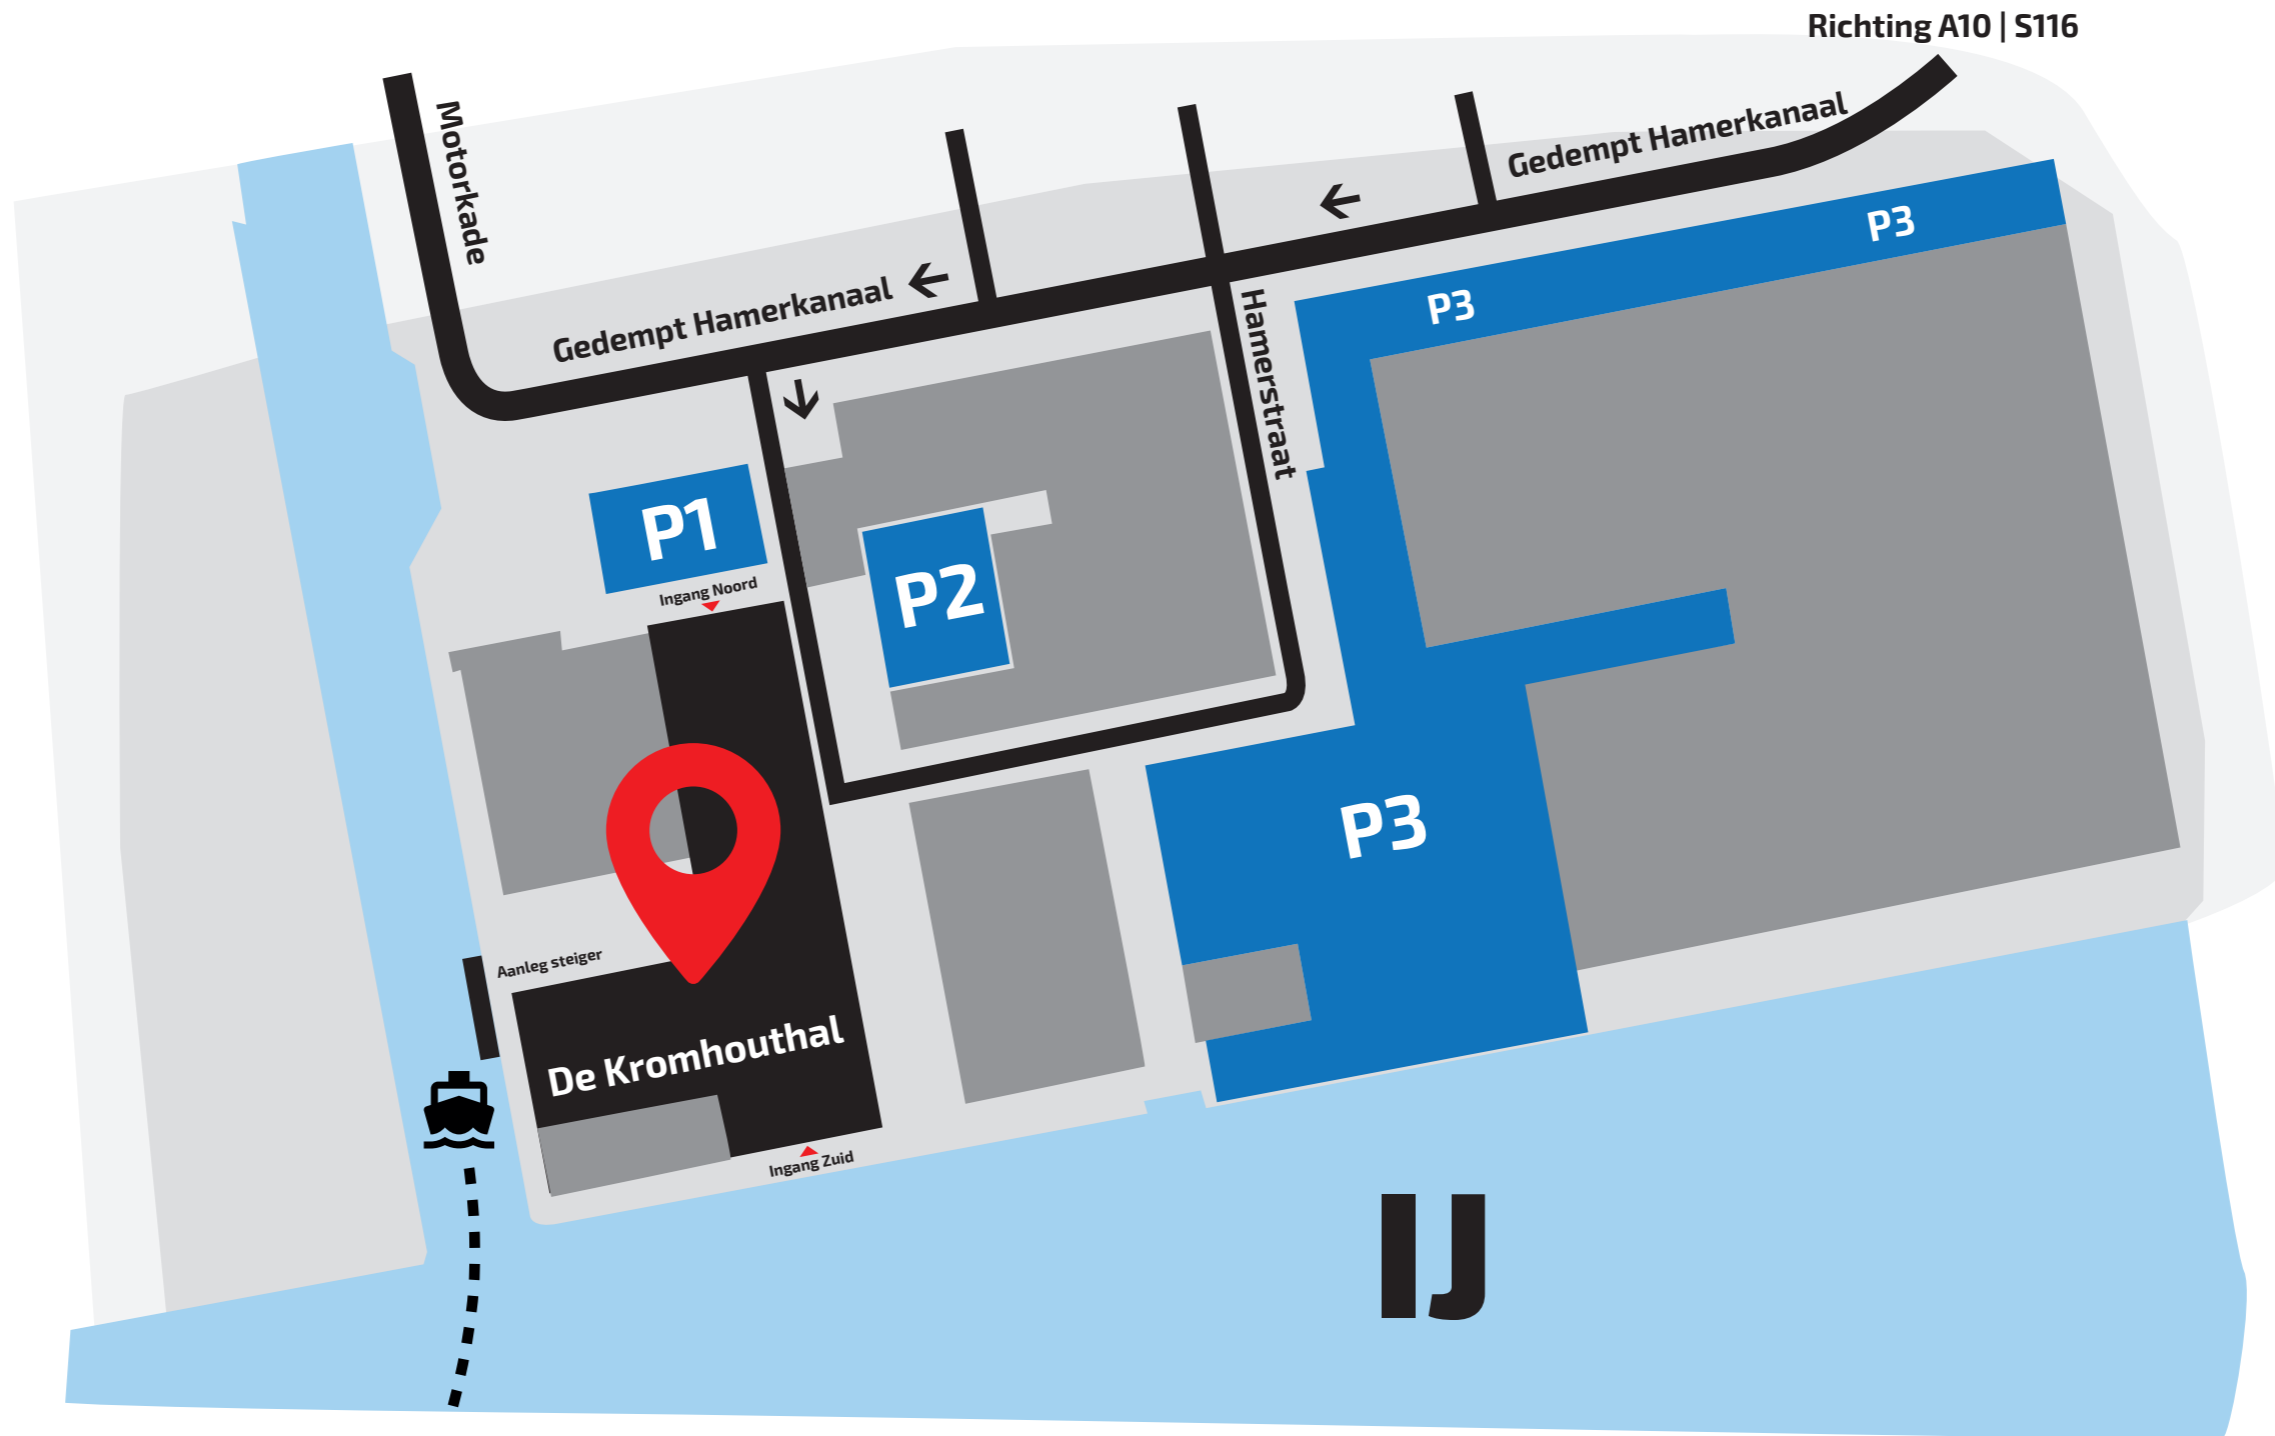 Richting A10 | S116
Motorkade
Gedempt Hamerkanaal
Gedempt Hamerkanaal
P3
P3
Hamerstraat
P1
Ingang Noord
P2
P3
Aanleg steiger
De Kromhouthal
Ingang Zuid
IJ